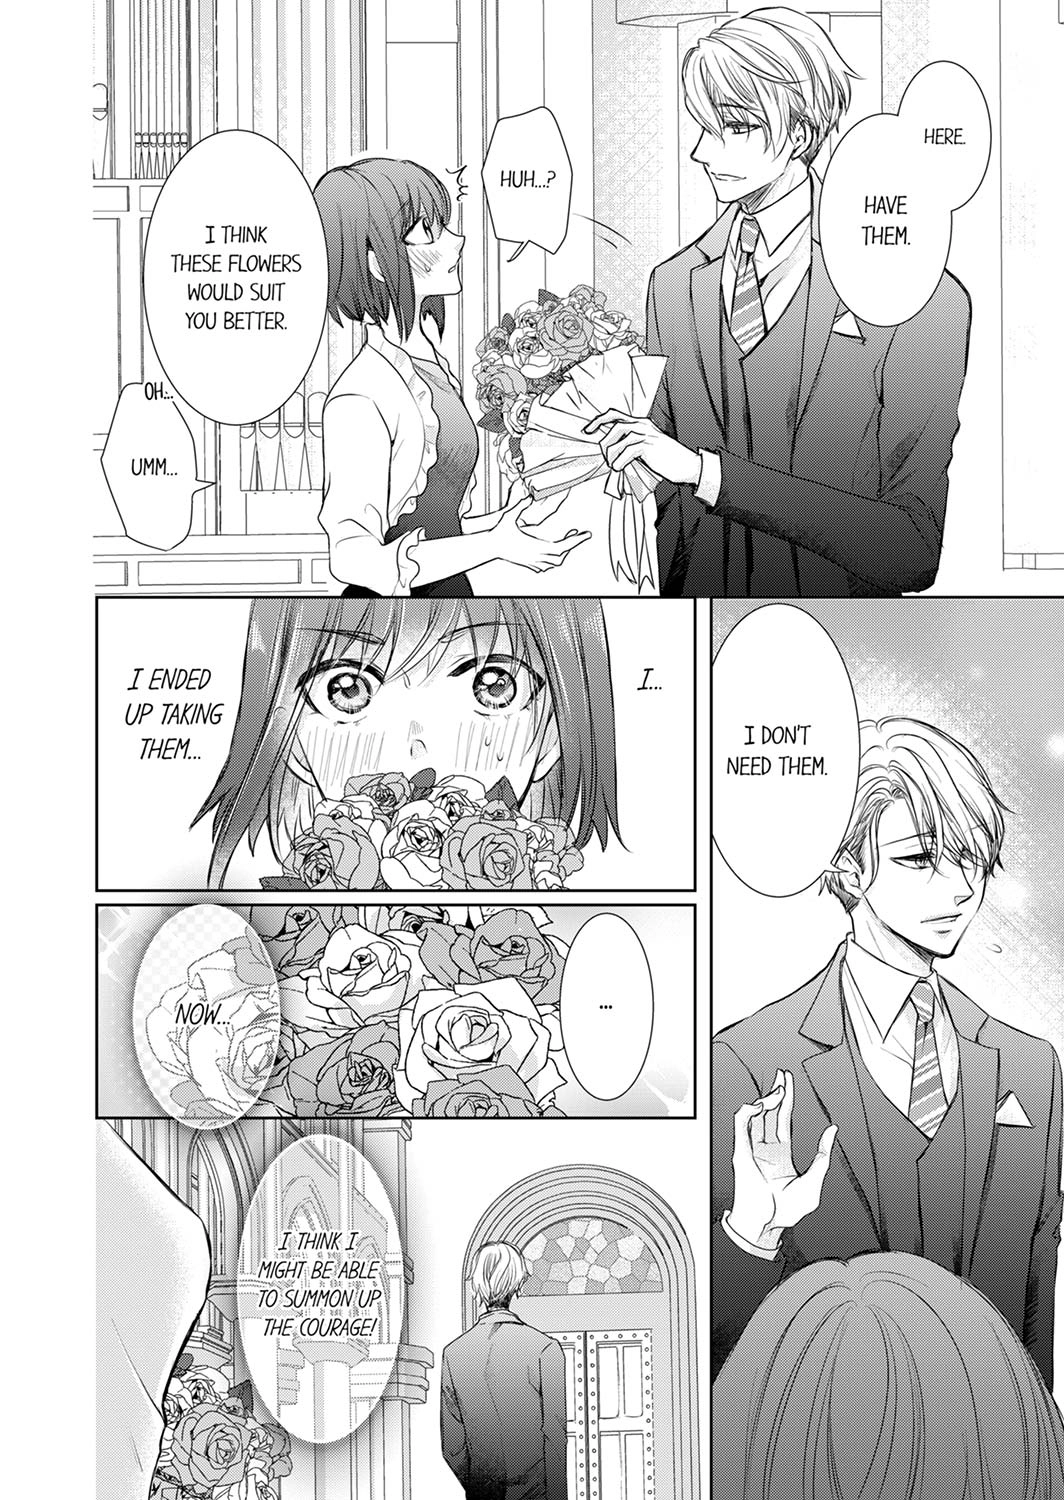 HERE.
HAVE
THEM.
HUH...?
I THINK
THESE FLOWERS
WOULD SUIT
YOU BETTER.
OH...
UMM...
I DON'T
NEED THEM.
I...
I ENDED
UP TAKING
THEM...
...
NOW...
I THINK I
MIGHT BE ABLE
TO SUMMON UP
THE COURAGE!